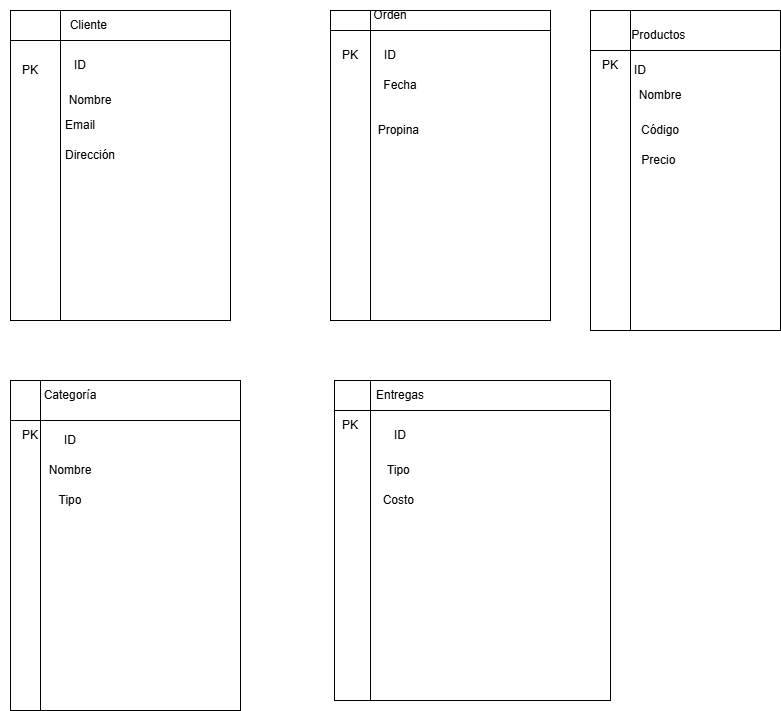 Cliente
PK
ID
Nombre
Email
Dirección
Orden
PK
ID
Fecha
Propina
Productos
PK
ID
Nombre
Código
Precio
Categoría
PK
ID
Nombre
Tipo
Entregas
PK
ID
Tipo
Costo